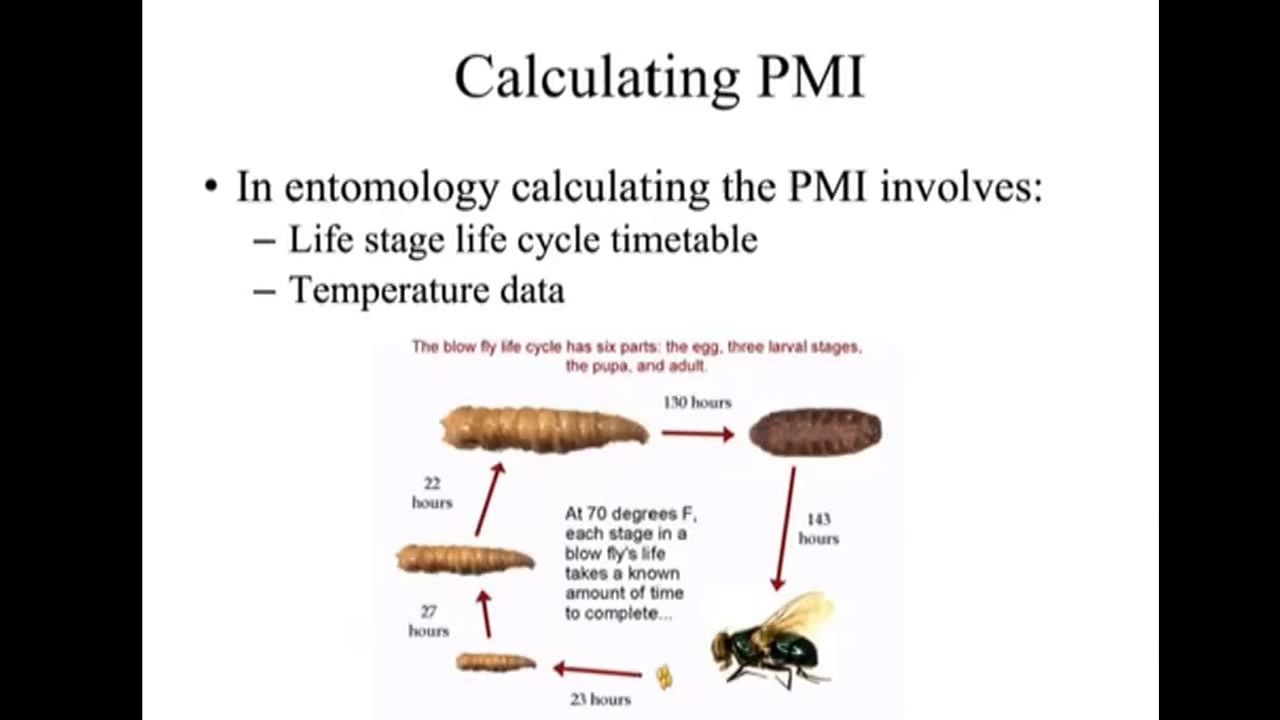 Calculating PMI
• In entomology calculating the PMI involves:
– Life stage life cycle timetable
– Temperature data
The blow fly life cycle has six parts: the egg, three larval stages,
the pupa, and adult.
130 hours
22
hours
At 70 degrees F,
each stage in a
blow fly's life
takes a known
amount of time
to complete...
143
hours
27
hours
23 hours